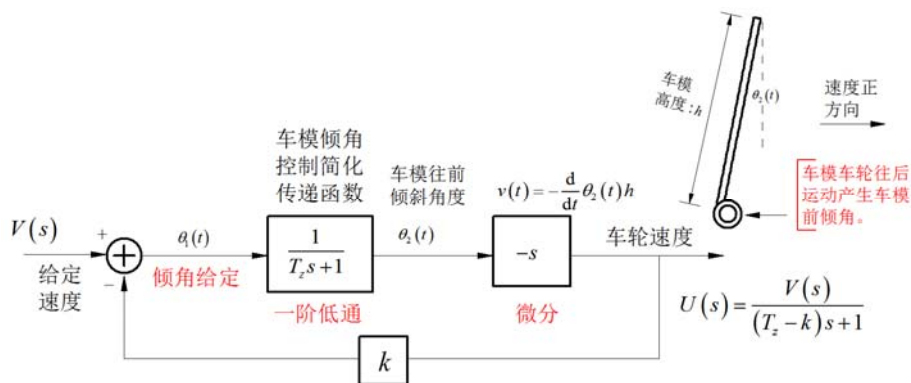 车模
高度:h
θ₂(t)
速度正
方向
车模车轮往后
运动产生车模
前倾角。
车模倾角
控制简化
传递函数
车模往前
倾斜角度
v(t)=-d/dt θ₂(t)h
V(s)
+
−
给定
速度
θ₁(t)
倾角给定
1/(T_z s+1)
一阶低通
θ₂(t)
-s
微分
车轮速度
U(s)=V(s)/((T_z-k)s+1)
k